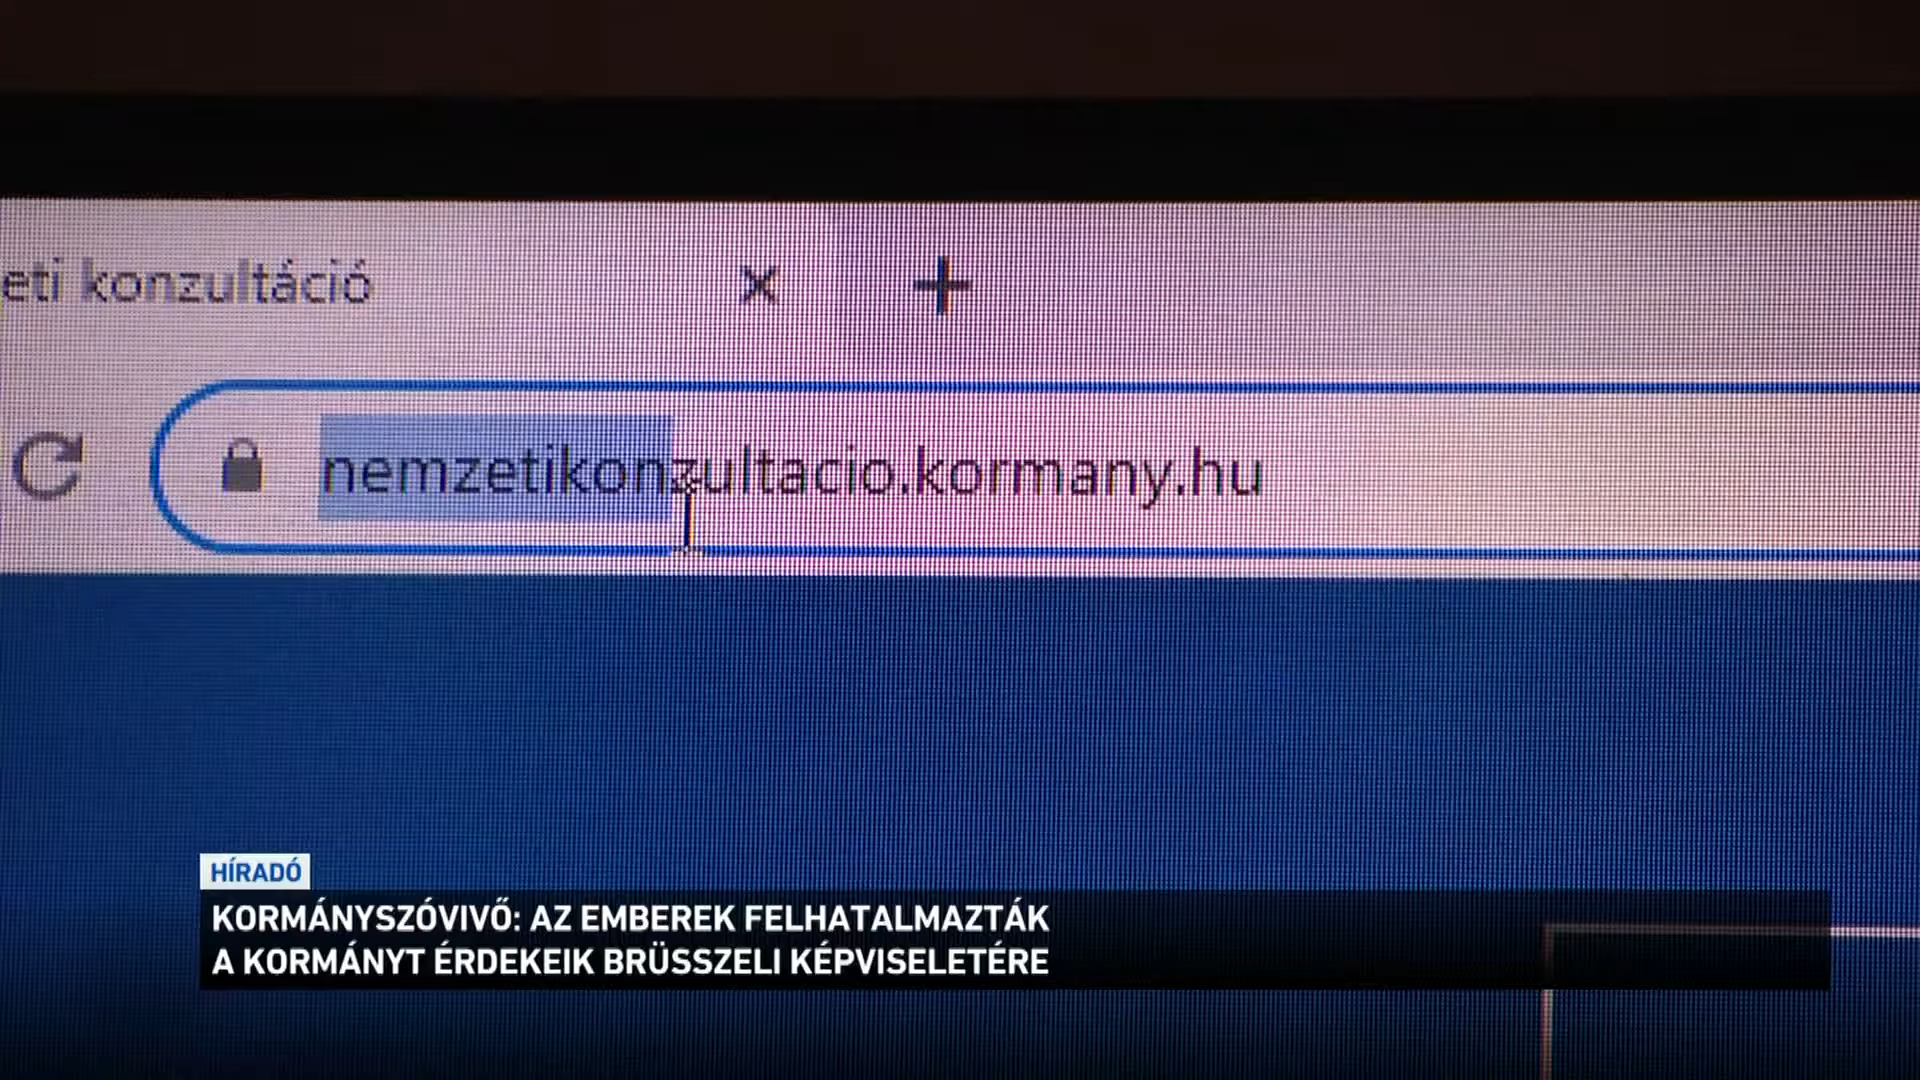 eti konzultáció
nemzetikonzultacio.kormany.hu
HÍRADÓ
KORMÁNYSZÓVIVŐ: AZ EMBEREK FELHATALMAZTÁK
A KORMÁNYT ÉRDEKEIK BRÜSSZELI KÉPVISELETÉRE